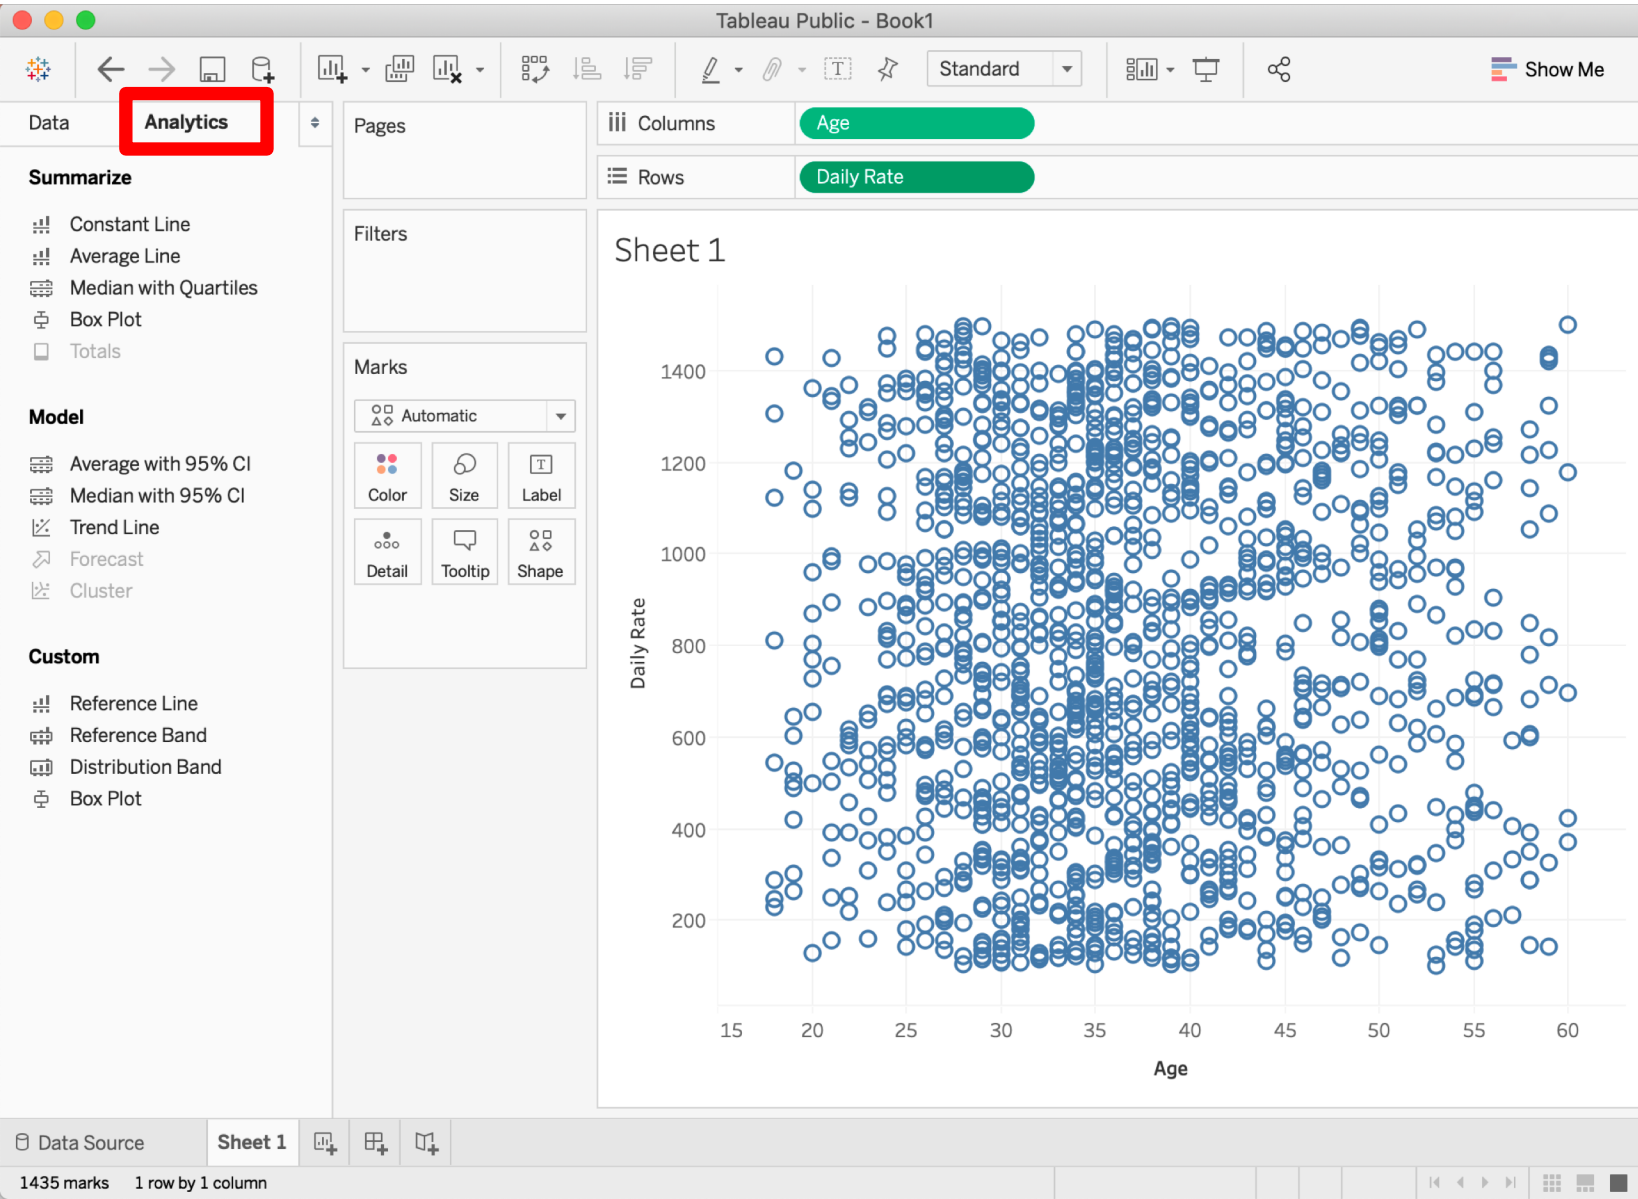 Tableau Public - Book1
Standard
Show Me
Data
Analytics
Summarize
Constant Line
Average Line
Median with Quartiles
Box Plot
Totals
Model
Average with 95% CI
Median with 95% CI
Trend Line
Forecast
Cluster
Custom
Reference Line
Reference Band
Distribution Band
Box Plot
Pages
Filters
Marks
Automatic
Color
Size
T
Label
Detail
Tooltip
Shape
Columns
Age
Rows
Daily Rate
Sheet 1
Daily Rate
1400
1200
1000
800
600
400
200
15 20 25 30 35 40 45 50 55 60
Age
Data Source
Sheet 1
1435 marks 1 row by 1 column